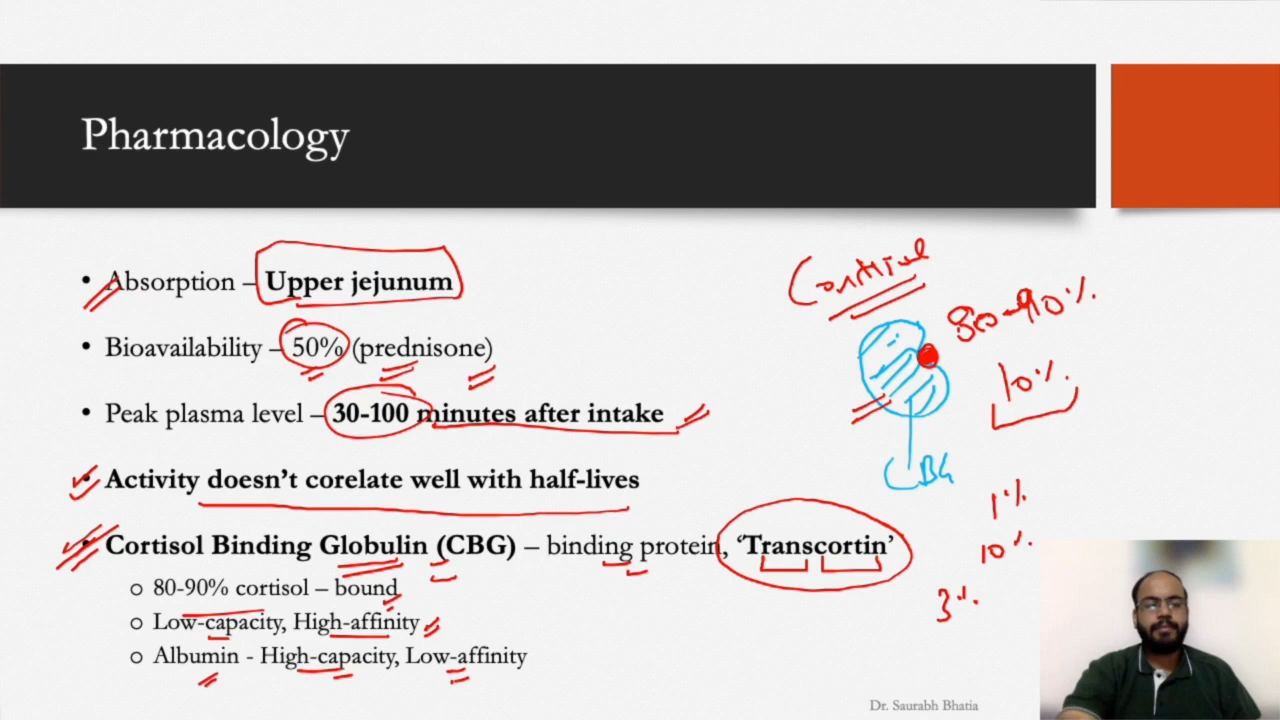 Pharmacology
• Absorption – Upper jejunum
• Bioavailability – 50% (prednisone)
• Peak plasma level – 30-100 minutes after intake
• Activity doesn't corelate well with half-lives
• Cortisol Binding Globulin (CBG) – binding protein, ‘Transcortin’
o 80-90% cortisol – bound
o Low-capacity, High-affinity
o Albumin - High-capacity, Low-affinity
Cortisol
80-90%
10%
CBG
1%
10%
3%
Dr. Saurabh Bhatia